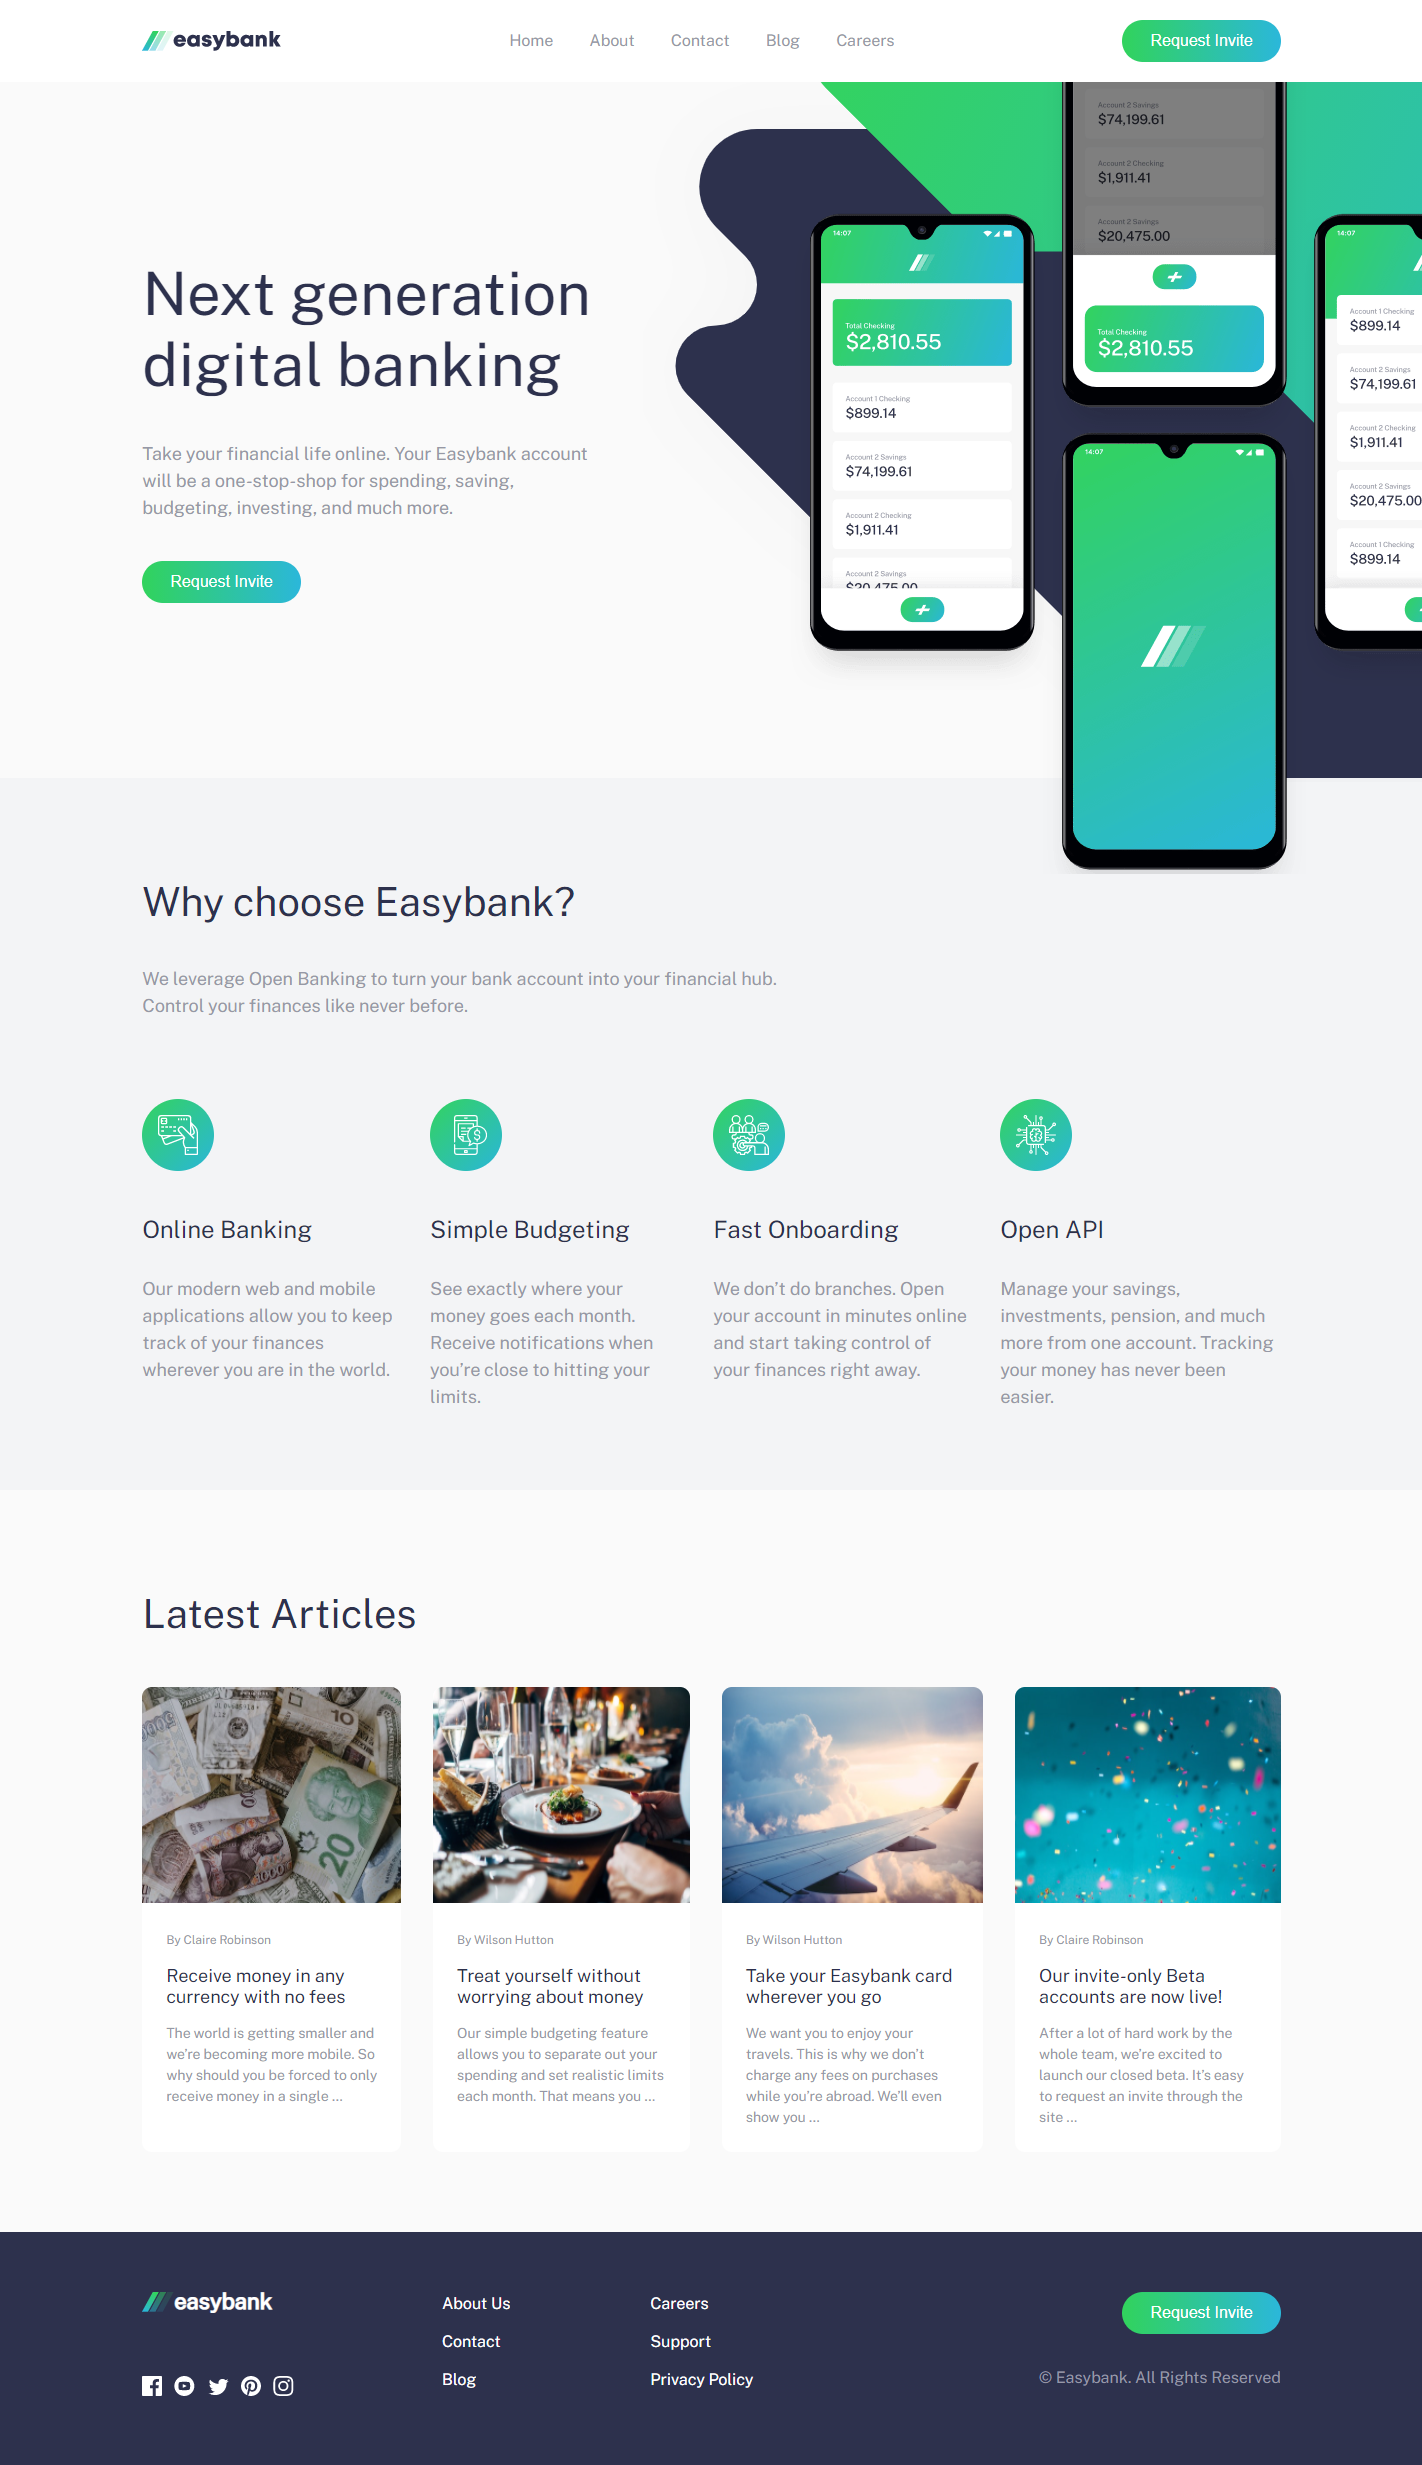 easybank
Home
About
Contact
Blog
Careers
Request Invite
Next generation
digital banking
Take your financial life online. Your Easybank account
will be a one-stop-shop for spending, saving,
budgeting, investing, and much more.
Request Invite
14:07
Total Checking
$2,810.55
Account 1 Checking
$899.14
Account 2 Savings
$74,199.61
Account 2 Checking
$1,911.41
Account 2 Savings
$20,475.00
Account 2 Savings
$74,199.61
Account 2 Checking
$1,911.41
Account 2 Savings
$20,475.00
Total Checking
$2,810.55
14:07
14:07
Account 1 Checking
$899.14
Account 2 Savings
$74,199.61
Account 2 Checking
$1,911.41
Account 2 Savings
$20,475.00
Account 1 Checking
$899.14
Why choose Easybank?
We leverage Open Banking to turn your bank account into your financial hub.
Control your finances like never before.
Online Banking
Our modern web and mobile
applications allow you to keep
track of your finances
wherever you are in the world.
Simple Budgeting
See exactly where your
money goes each month.
Receive notifications when
you’re close to hitting your
limits.
Fast Onboarding
We don’t do branches. Open
your account in minutes online
and start taking control of
your finances right away.
Open API
Manage your savings,
investments, pension, and much
more from one account. Tracking
your money has never been
easier.
Latest Articles
10
20
By Claire Robinson
Receive money in any
currency with no fees
The world is getting smaller and
we’re becoming more mobile. So
why should you be forced to only
receive money in a single …
By Wilson Hutton
Treat yourself without
worrying about money
Our simple budgeting feature
allows you to separate out your
spending and set realistic limits
each month. That means you …
By Wilson Hutton
Take your Easybank card
wherever you go
We want you to enjoy your
travels. This is why we don’t
charge any fees on purchases
while you’re abroad. We’ll even
show you …
By Claire Robinson
Our invite-only Beta
accounts are now live!
After a lot of hard work by the
whole team, we’re excited to
launch our closed beta. It’s easy
to request an invite through the
site …
easybank
About Us
Contact
Blog
Careers
Support
Privacy Policy
Request Invite
© Easybank. All Rights Reserved